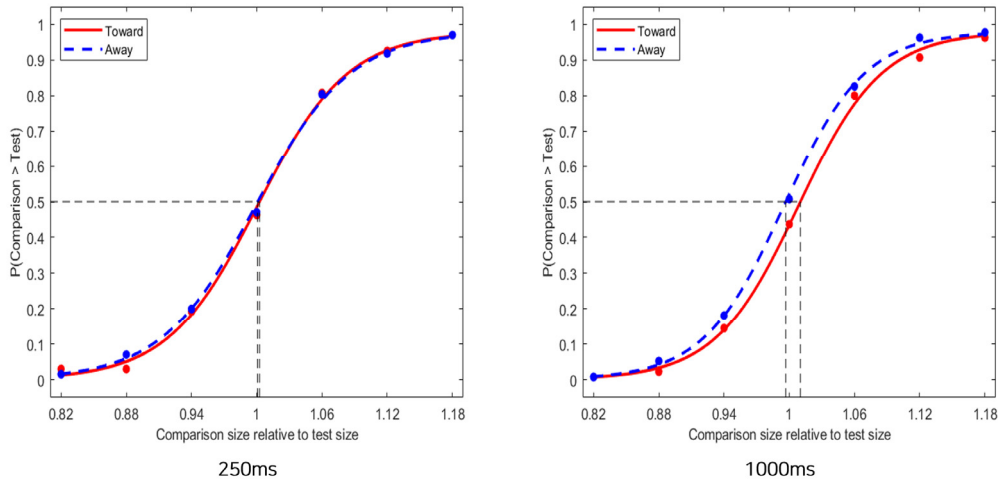 Toward
Away
P(Comparison > Test)
1
0.9
0.8
0.7
0.6
0.5
0.4
0.3
0.2
0.1
0
0.82 0.88 0.94 1 1.06 1.12 1.18
Comparison size relative to test size
250ms
Toward
Away
P(Comparison > Test)
1
0.9
0.8
0.7
0.6
0.5
0.4
0.3
0.2
0.1
0
0.82 0.88 0.94 1 1.06 1.12 1.18
Comparison size relative to test size
1000ms